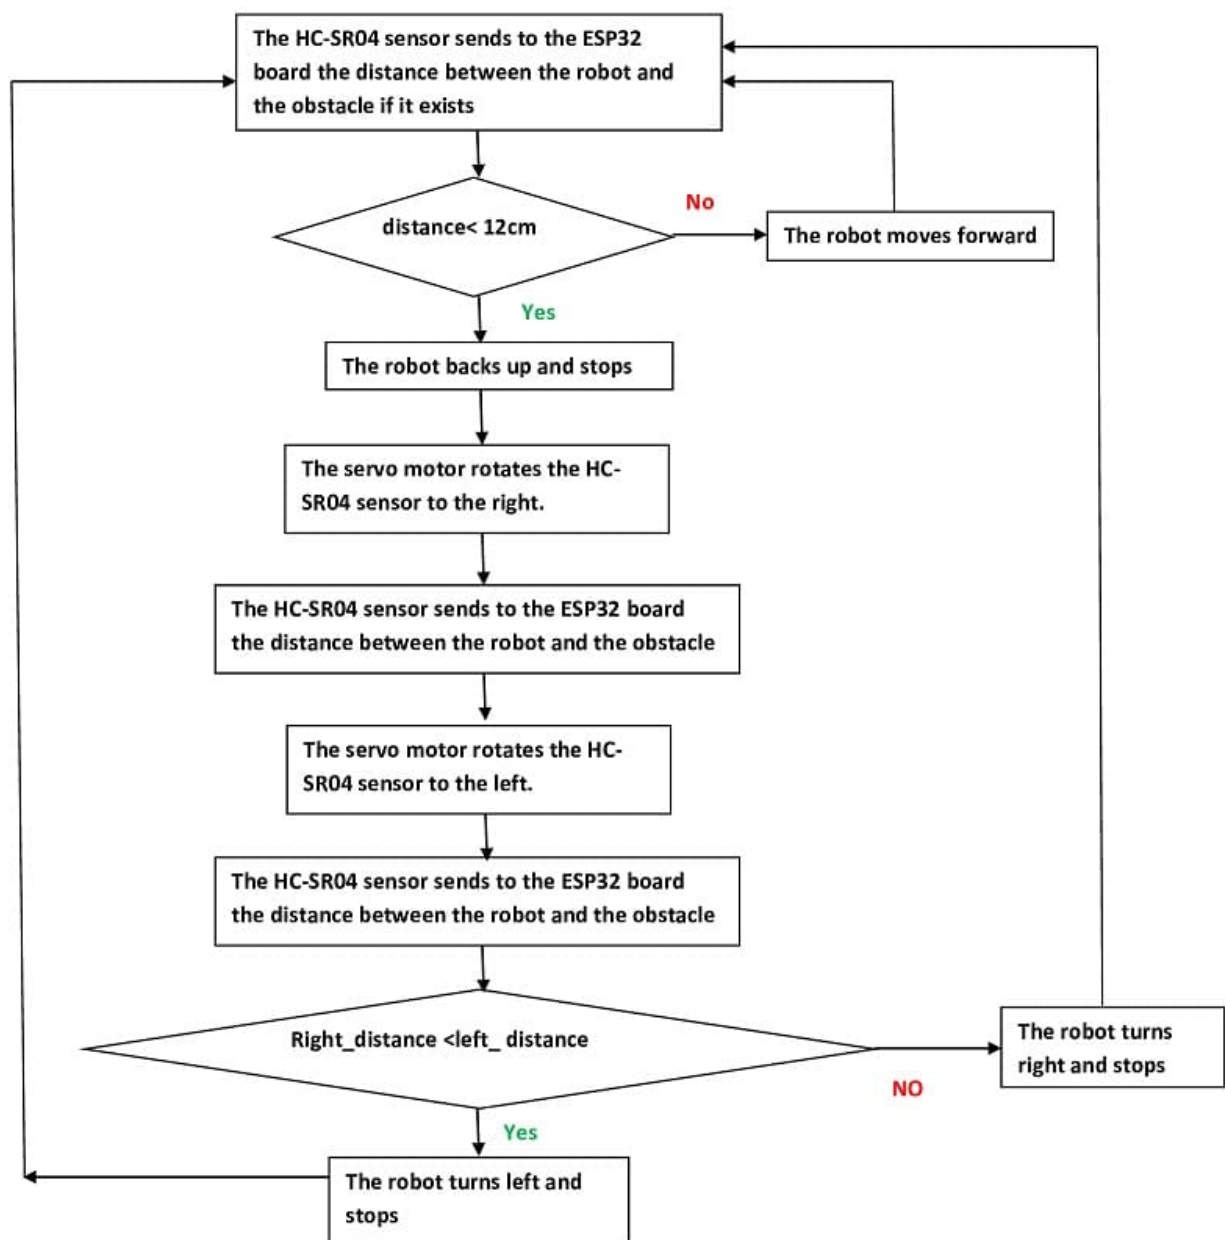 The HC-SR04 sensor sends to the ESP32
board the distance between the robot and
the obstacle if it exists
distance< 12cm
No
The robot moves forward
Yes
The robot backs up and stops
The servo motor rotates the HC-
SR04 sensor to the right.
The HC-SR04 sensor sends to the ESP32 board
the distance between the robot and the obstacle
The servo motor rotates the HC-
SR04 sensor to the left.
The HC-SR04 sensor sends to the ESP32 board
the distance between the robot and the obstacle
Right_distance <left_ distance
NO
The robot turns
right and stops
Yes
The robot turns left and
stops